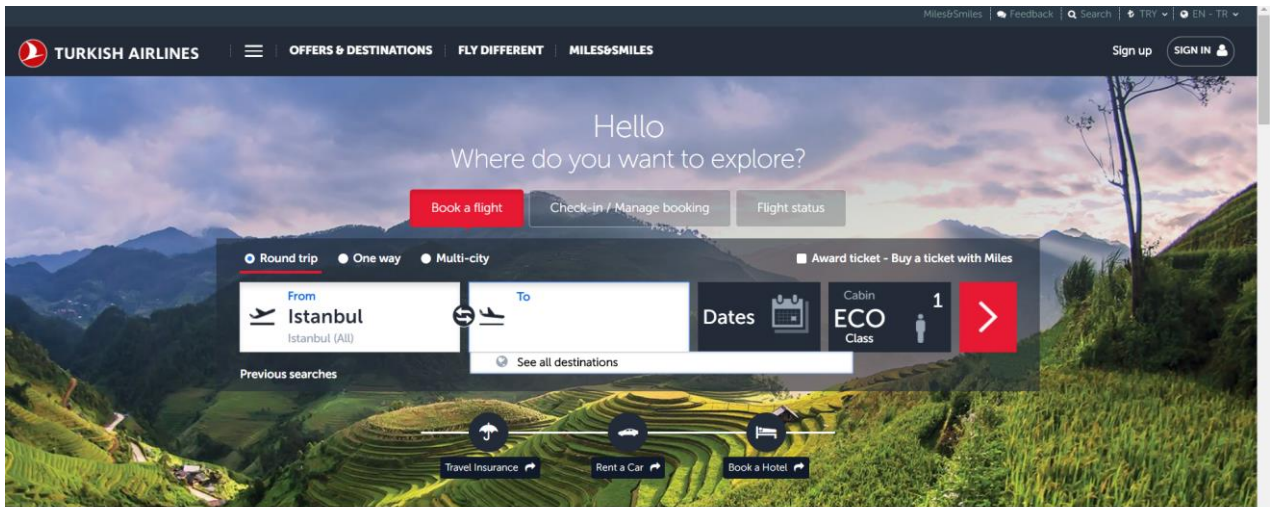 Miles&Smiles Feedback Search TRY EN - TR
TURKISH AIRLINES OFFERS & DESTINATIONS FLY DIFFERENT MILES&SMILES Sign up SIGN IN
Hello
Where do you want to explore?
Book a flight Check-in / Manage booking Flight status
Round trip One way Multi-city Award ticket - Buy a ticket with Miles
From To Cabin 1
Istanbul Dates ECO
Istanbul (All) Class
See all destinations
Previous searches
Travel Insurance Rent a Car Book a Hotel